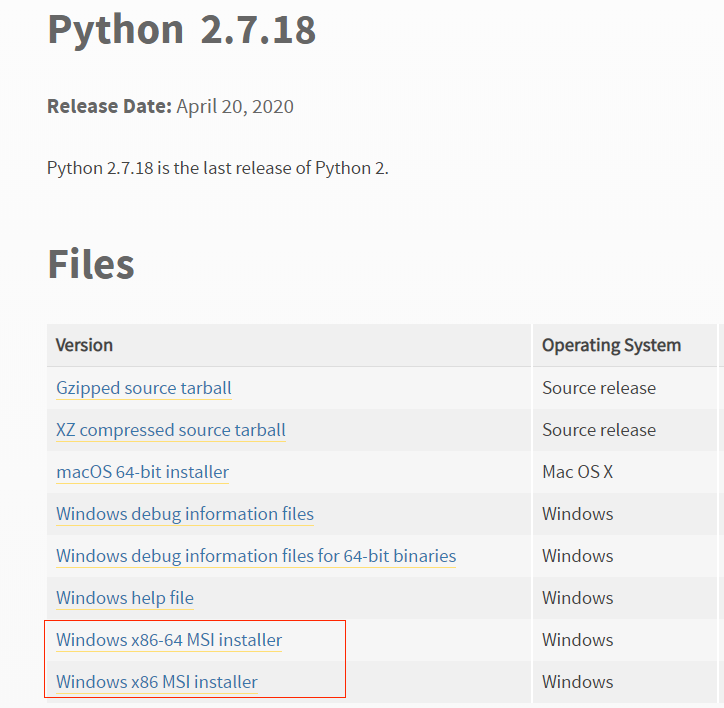 Python 2.7.18
Release Date: April 20, 2020
Python 2.7.18 is the last release of Python 2.
Files
Version Operating System
Gzipped source tarball Source release
XZ compressed source tarball Source release
macOS 64-bit installer Mac OS X
Windows debug information files Windows
Windows debug information files for 64-bit binaries Windows
Windows help file Windows
Windows x86-64 MSI installer Windows
Windows x86 MSI installer Windows